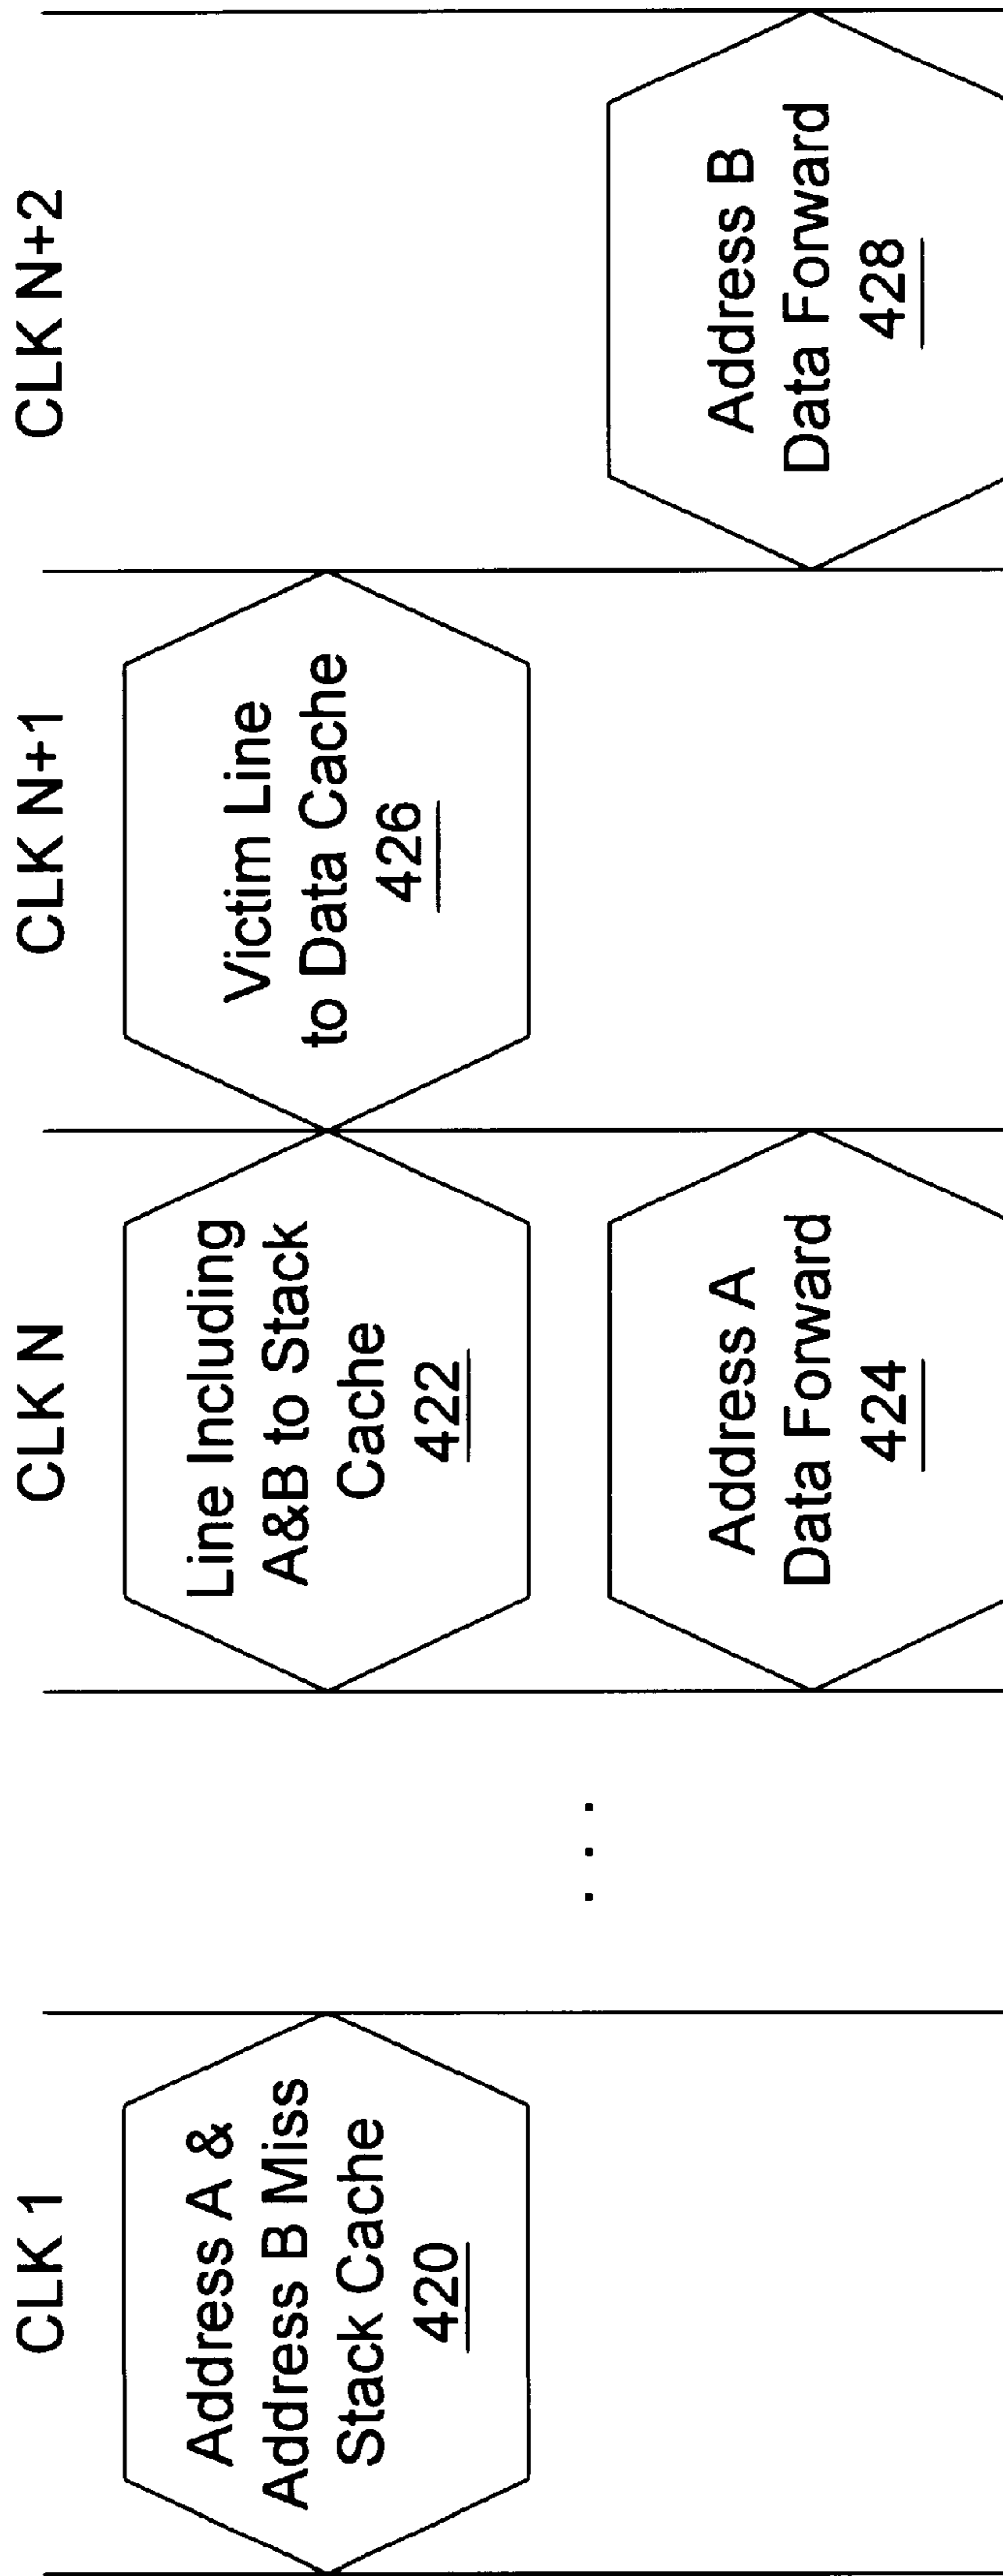 CLK 1
CLK N
CLK N+1
CLK N+2
Address A &
Address B Miss
Stack Cache
420
. . .
Line Including
A&B to Stack
Cache
422
Address A
Data Forward
424
Victim Line
to Data Cache
426
Address B
Data Forward
428